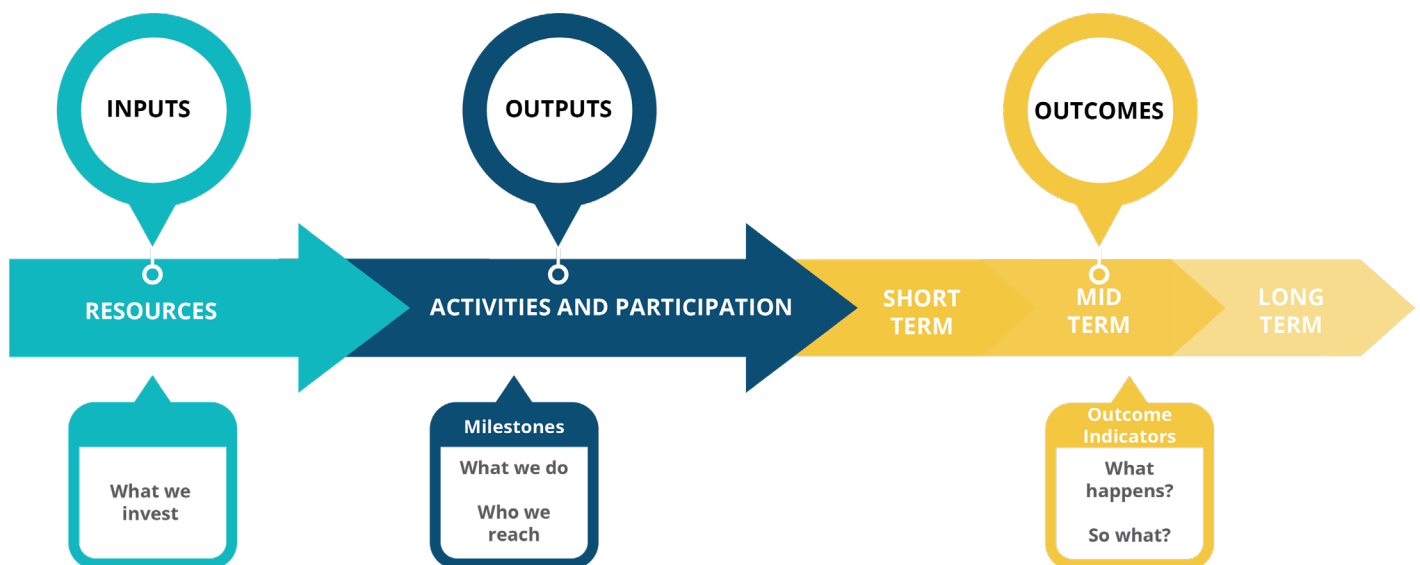 INPUTS
OUTPUTS
OUTCOMES
RESOURCES
ACTIVITIES AND PARTICIPATION
SHORT
TERM
MID
TERM
LONG
TERM
What we
invest
Milestones
What we do
Who we
reach
Outcome
Indicators
What
happens?
So what?